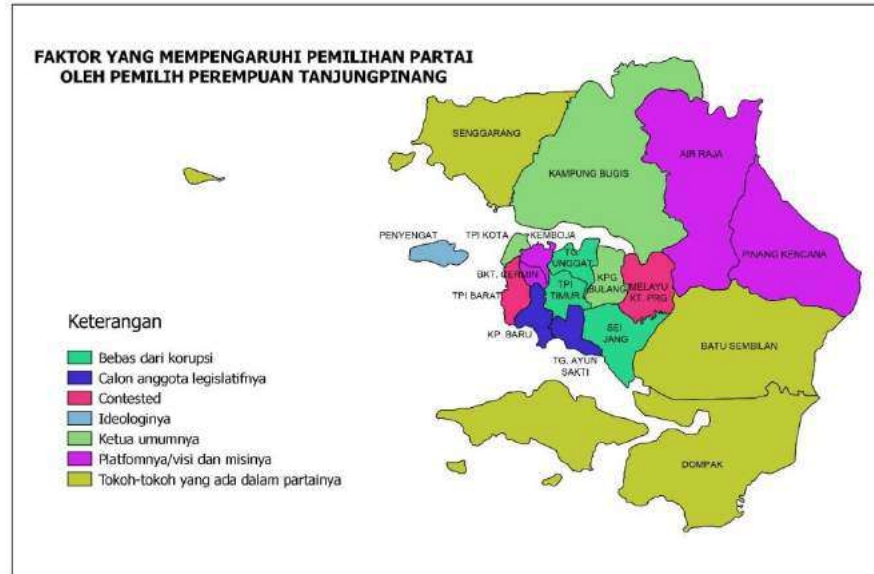 FAKTOR YANG MEMPENGARUHI PEMILIHAN PARTAI
OLEH PEMILIH PEREMPUAN TANJUNGPINANG
SENGGARANG
AIR RAJA
KAMPUNG BUGIS
PENYENGAT
TPI KOTA
KEMBOJA
TG. UNGGAT
PINANG KENCANA
BKT. CERMIN
TPI TIMUR
KPG BULANG
MELAYU KT. PRG
TPI BARAT
KP. BARU
SEI JANG
TG. AYUN SAKTI
BATU SEMBILAN
DOMPAK
Keterangan
Bebas dari korupsi
Calon anggota legislatifnya
Contested
Ideologinya
Ketua umumnya
Platfomnya/visi dan misinya
Tokoh-tokoh yang ada dalam partainya